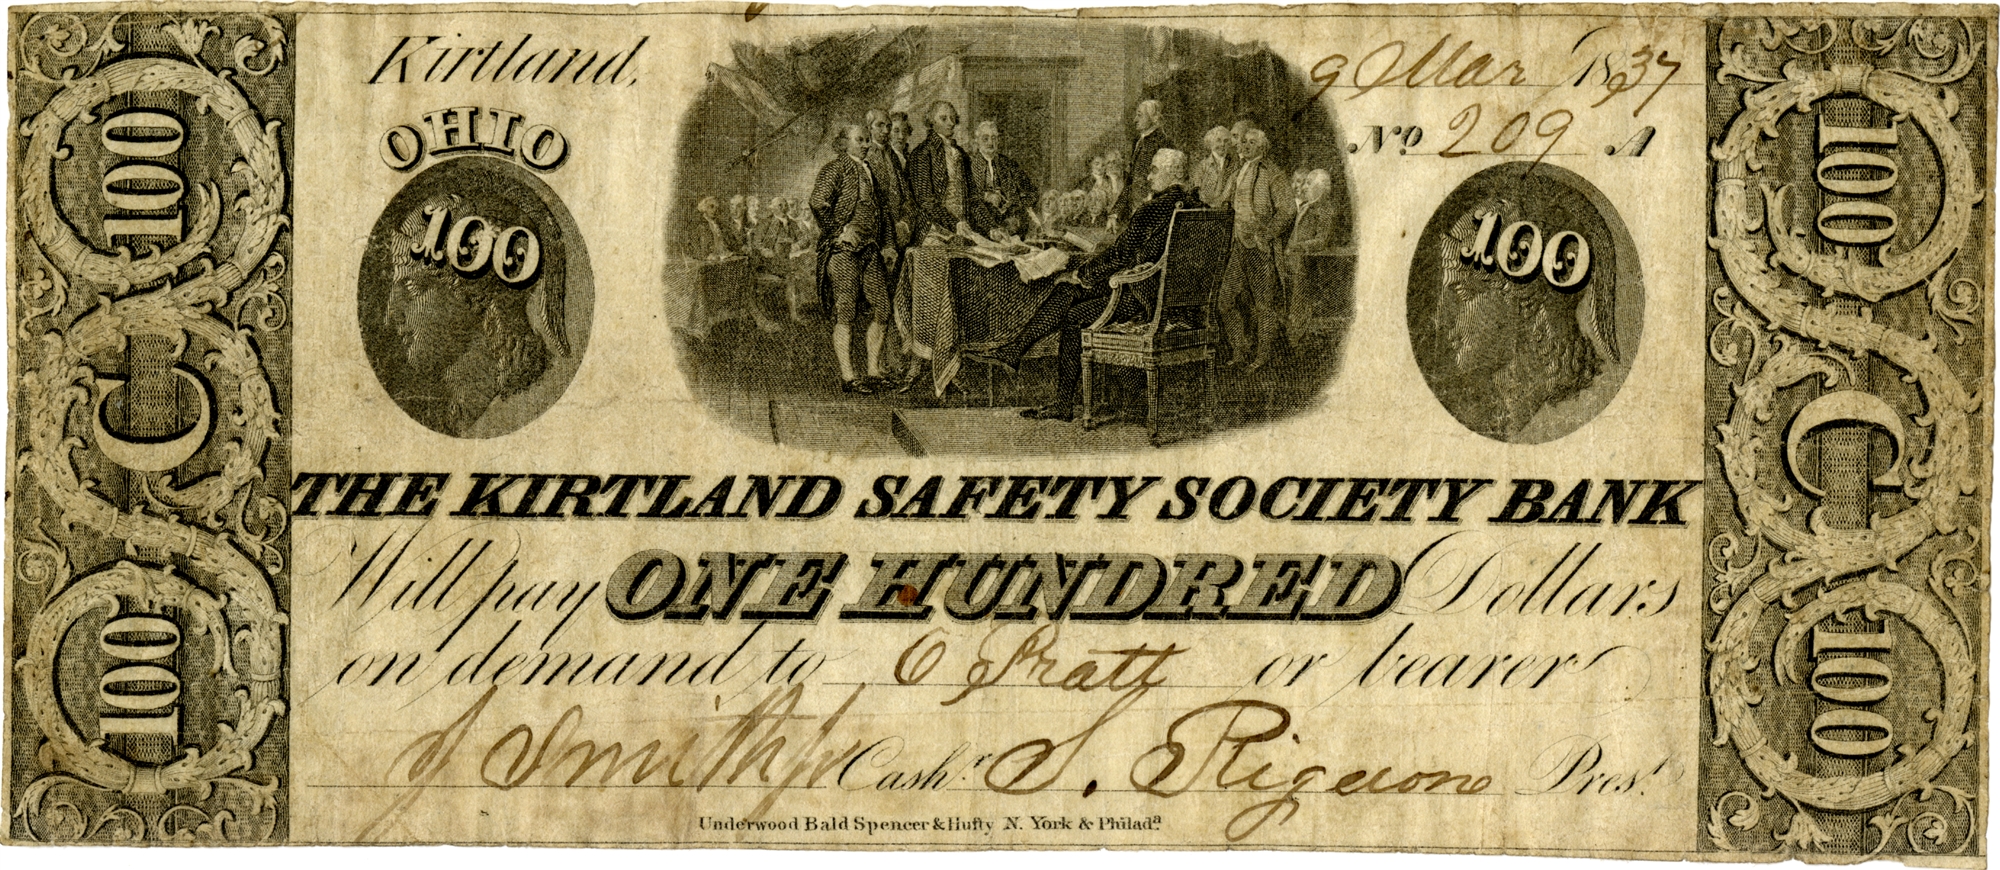 Kirtland,
OHIO
9 Mar 1837
No 209 A
100
100
100
C
100
100
C
100
THE KIRTLAND SAFETY SOCIETY BANK
Will pay ONE HUNDRED Dollars
on demand to O Pratt or bearer
J Smith Jr Cashr. S. Rigdon Prest.
Underwood Bald Spencer & Hufty N. York & Philada.